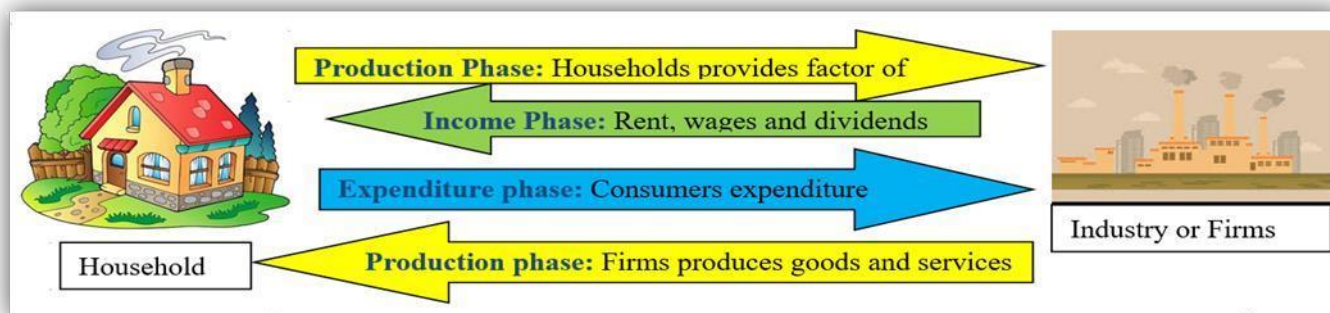 Production Phase: Households provides factor of
Income Phase: Rent, wages and dividends
Expenditure phase: Consumers expenditure
Industry or Firms
Household
Production phase: Firms produces goods and services